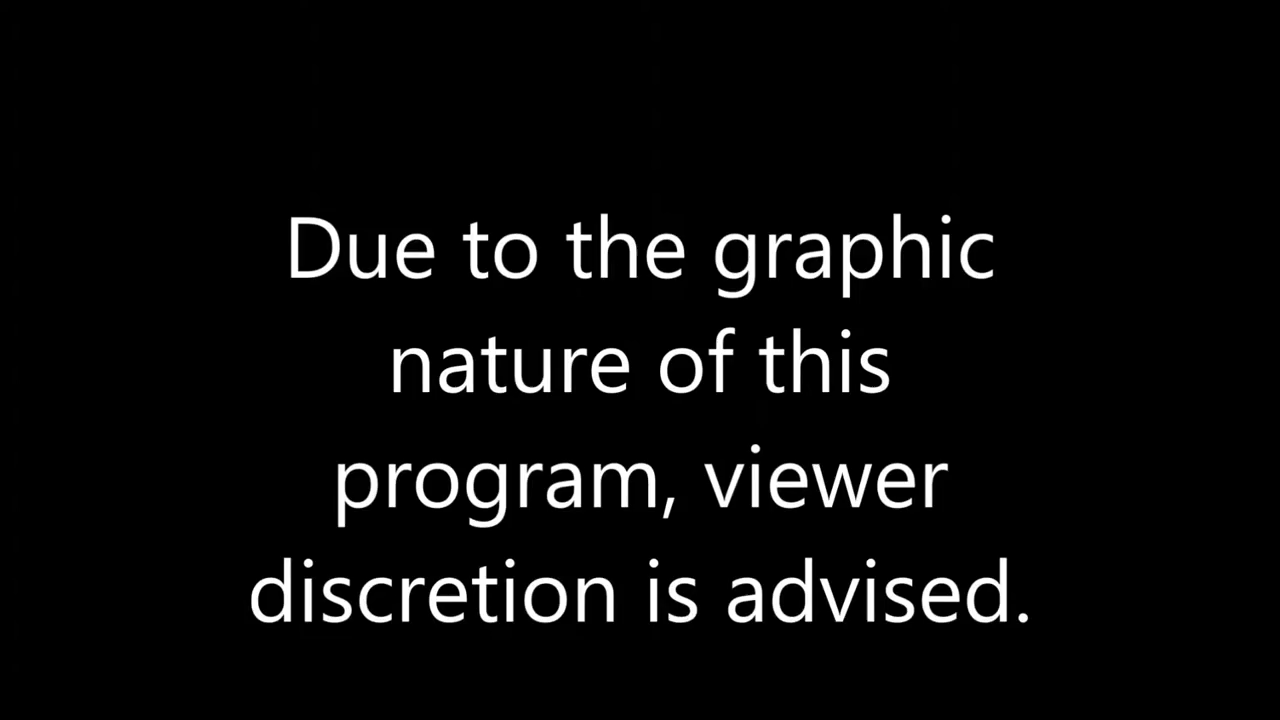 Due to the graphic
nature of this
program, viewer
discretion is advised.